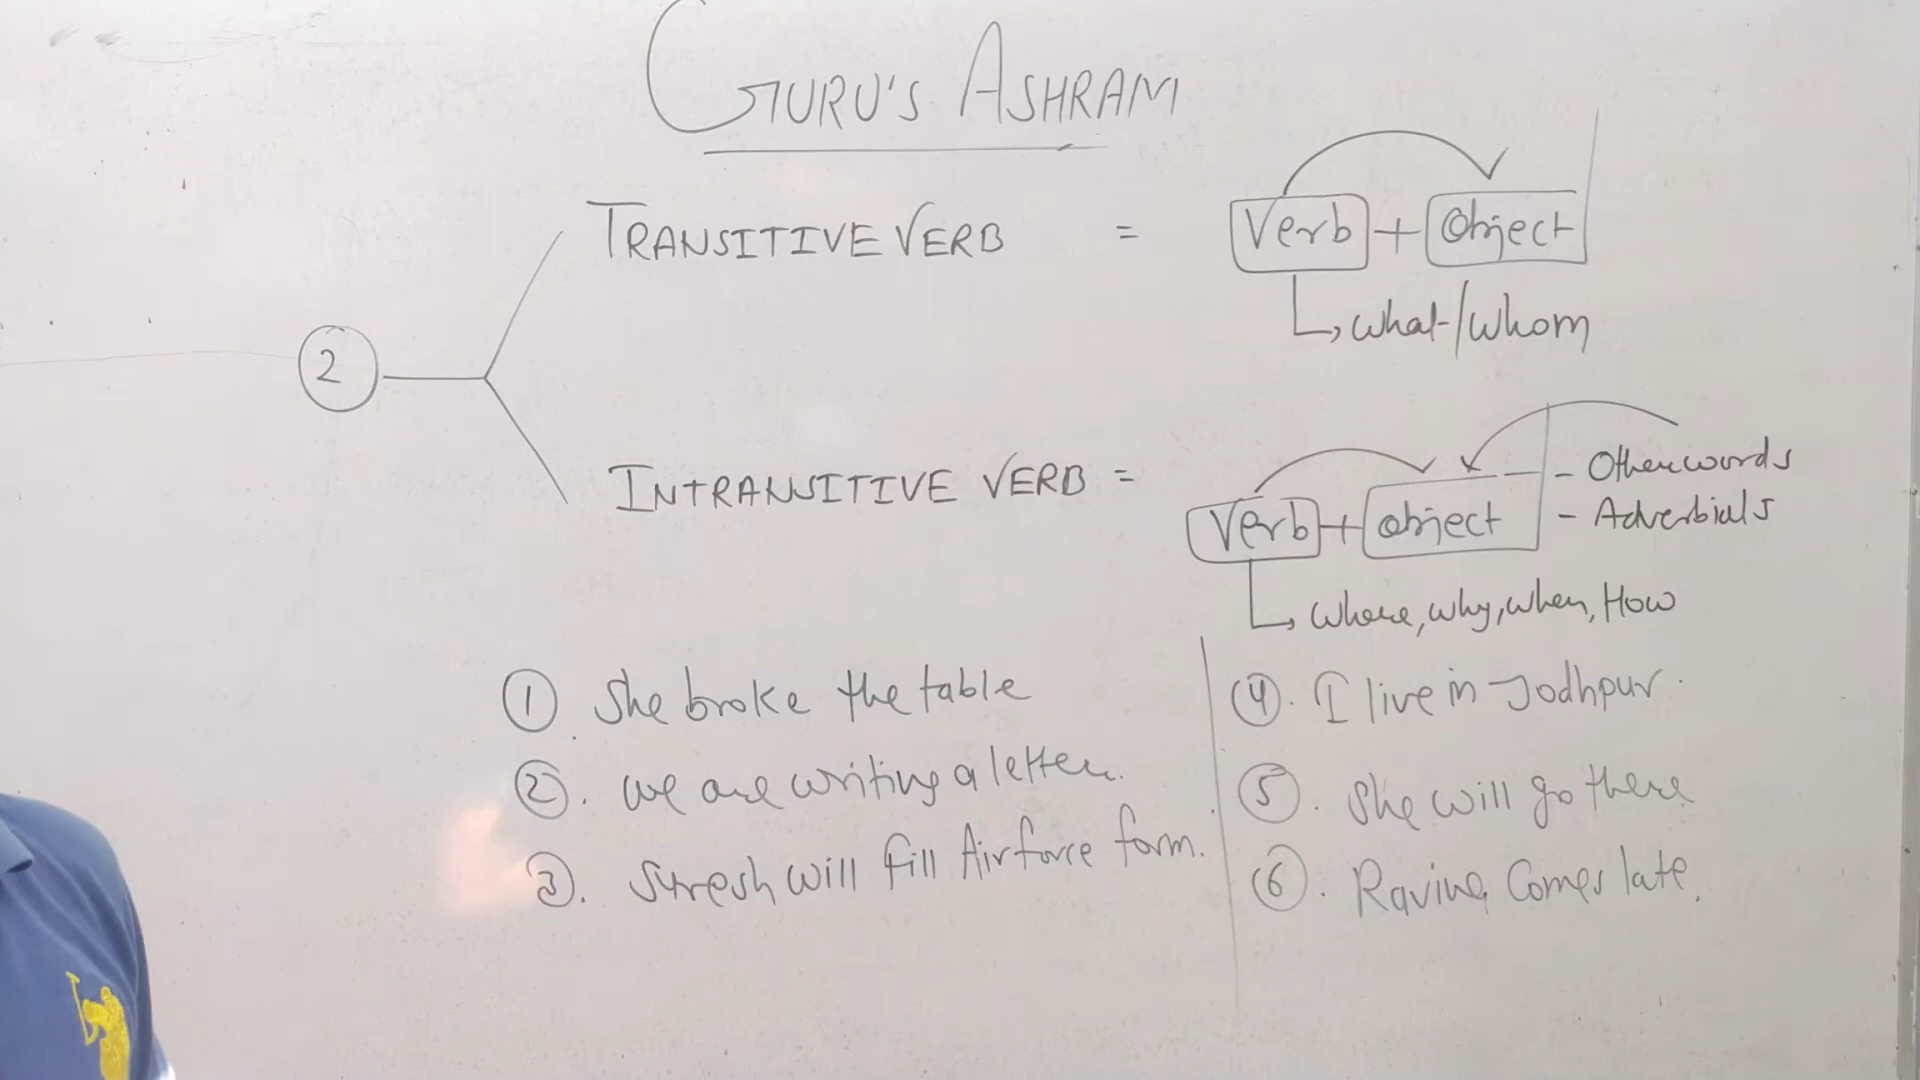 GURU'S ASHRAM
TRANSITIVE VERB = Verb + Object
what/whom
2
INTRANSITIVE VERB = Verb + object
- Other words
- Adverbials
where, why, when, How
1 She broke the table
2. we are writing a letter.
3. Suresh will fill Airforce form.
4. I live in Jodhpur.
5. She will go there
6. Ravina Comes late.